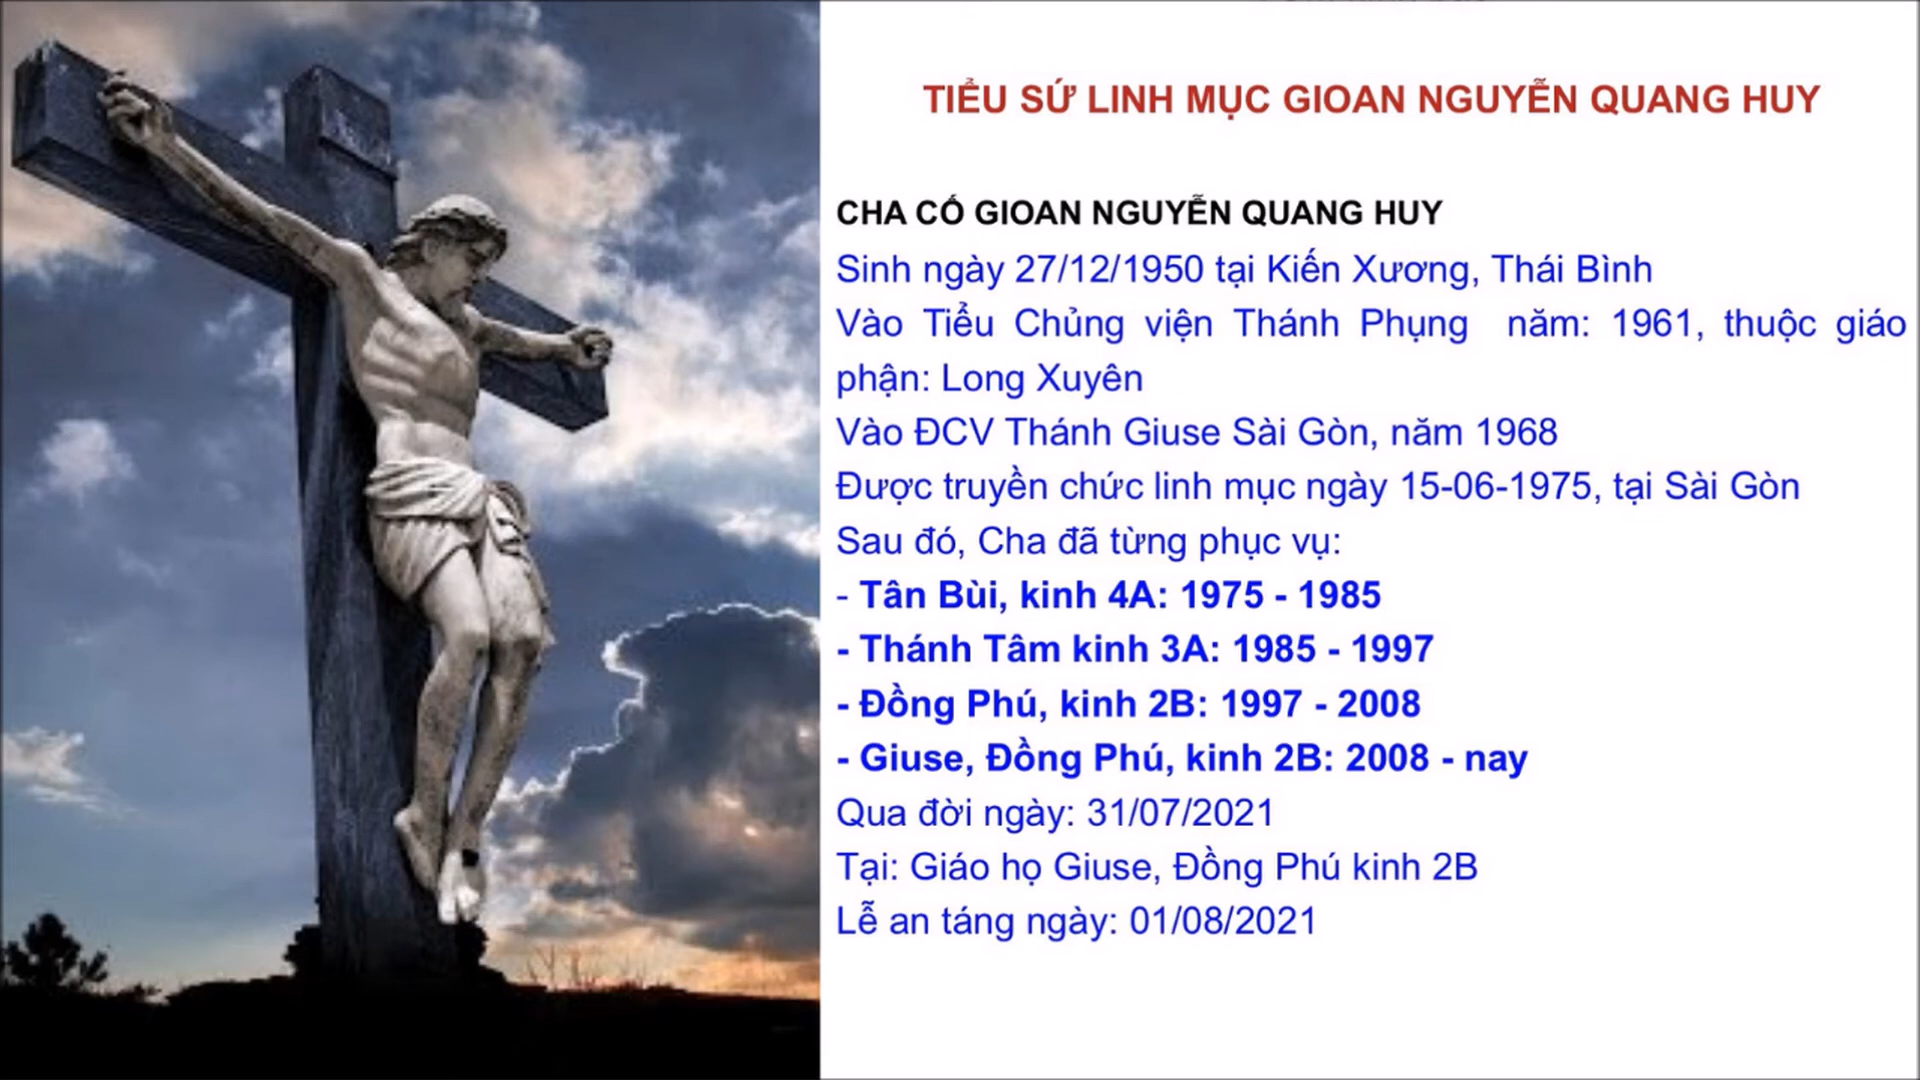 TIỂU SỨ LINH MỤC GIOAN NGUYỄN QUANG HUY
CHA CỐ GIOAN NGUYỄN QUANG HUY
Sinh ngày 27/12/1950 tại Kiến Xương, Thái Bình
Vào Tiểu Chủng viện Thánh Phụng năm: 1961, thuộc giáo
phận: Long Xuyên
Vào ĐCV Thánh Giuse Sài Gòn, năm 1968
Được truyền chức linh mục ngày 15-06-1975, tại Sài Gòn
Sau đó, Cha đã từng phục vụ:
- Tân Bùi, kinh 4A: 1975 - 1985
- Thánh Tâm kinh 3A: 1985 - 1997
- Đồng Phú, kinh 2B: 1997 - 2008
- Giuse, Đồng Phú, kinh 2B: 2008 - nay
Qua đời ngày: 31/07/2021
Tại: Giáo họ Giuse, Đồng Phú kinh 2B
Lễ an táng ngày: 01/08/2021